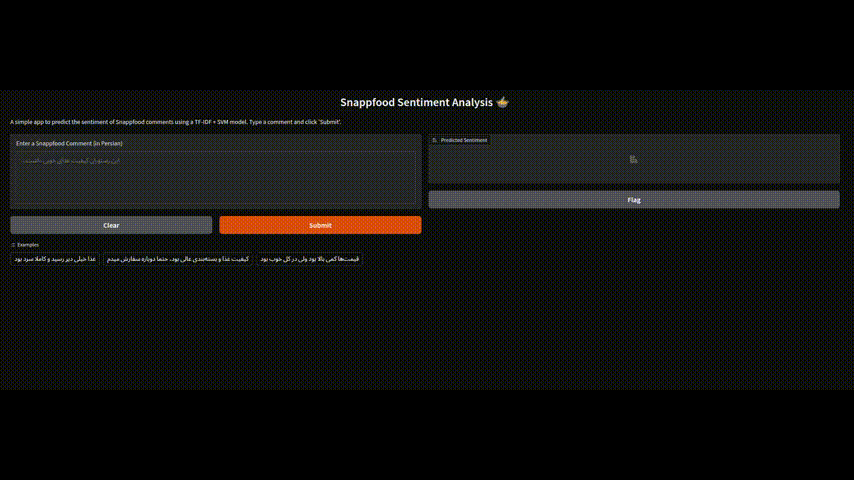 Snappfood Sentiment Analysis 🍲
A simple app to predict the sentiment of Snappfood comments using a TF-IDF + SVM model. Type a comment and click 'Submit'.
Enter a Snappfood Comment (in Persian)
این رستوران کیفیت غذای خوبی داشت
Predicted Sentiment
Flag
Clear
Submit
Examples
غذا خیلی دیر رسید و کاملا سرد بود
کیفیت غذا و بسته‌بندی عالی بود، حتما دوباره سفارش میدم
قیمت‌ها کمی بالا بود ولی در کل خوب بود